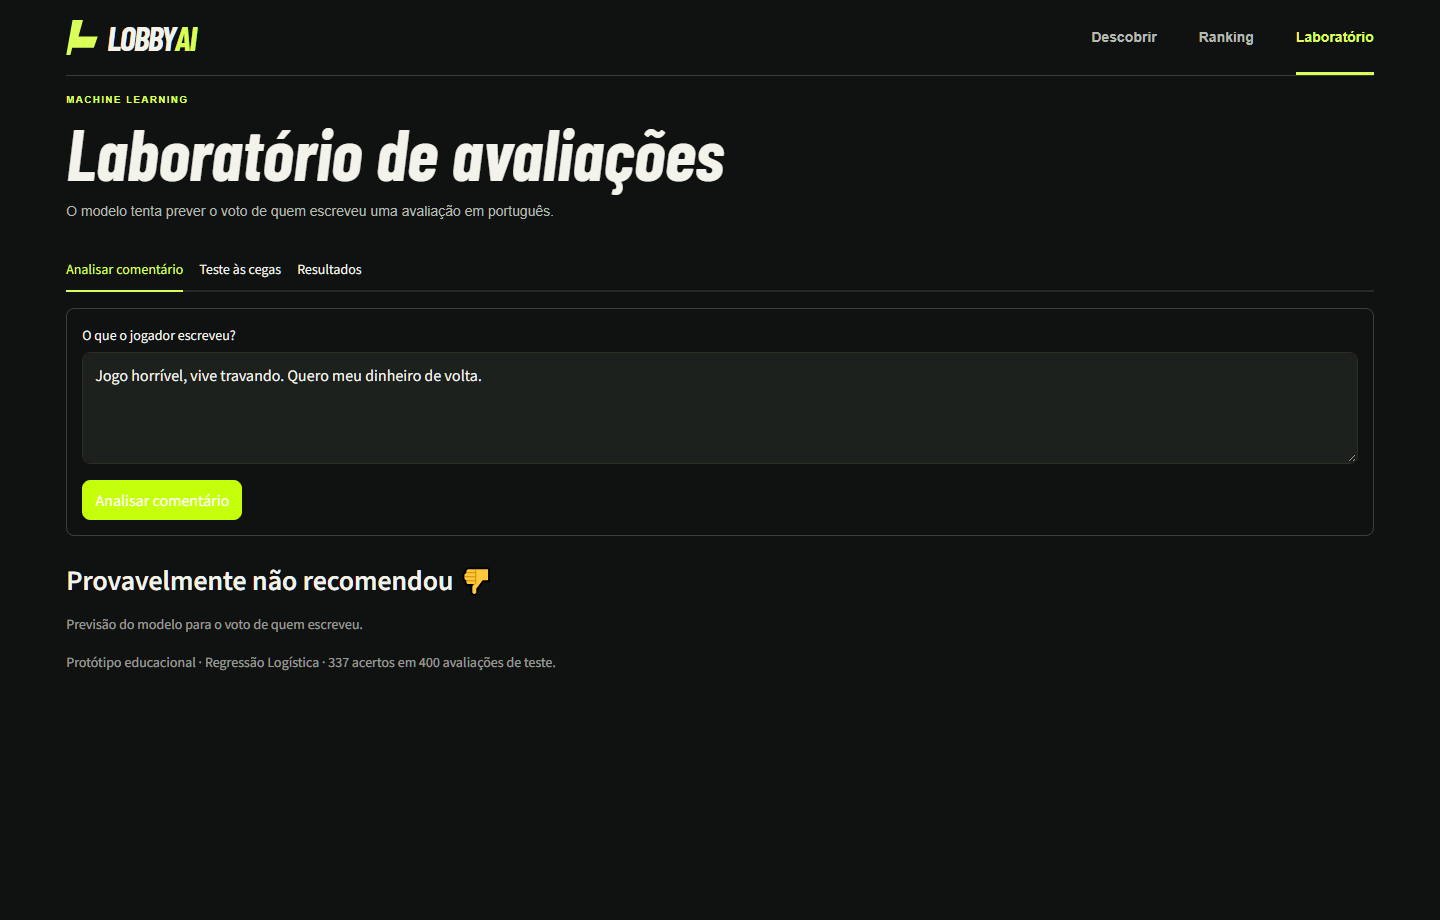 LOBBYAI
Descobrir Ranking Laboratório
MACHINE LEARNING
Laboratório de avaliações
O modelo tenta prever o voto de quem escreveu uma avaliação em português.
Analisar comentário Teste às cegas Resultados
O que o jogador escreveu?
Jogo horrível, vive travando. Quero meu dinheiro de volta.
Analisar comentário
Provavelmente não recomendou 👎
Previsão do modelo para o voto de quem escreveu.
Protótipo educacional · Regressão Logística · 337 acertos em 400 avaliações de teste.